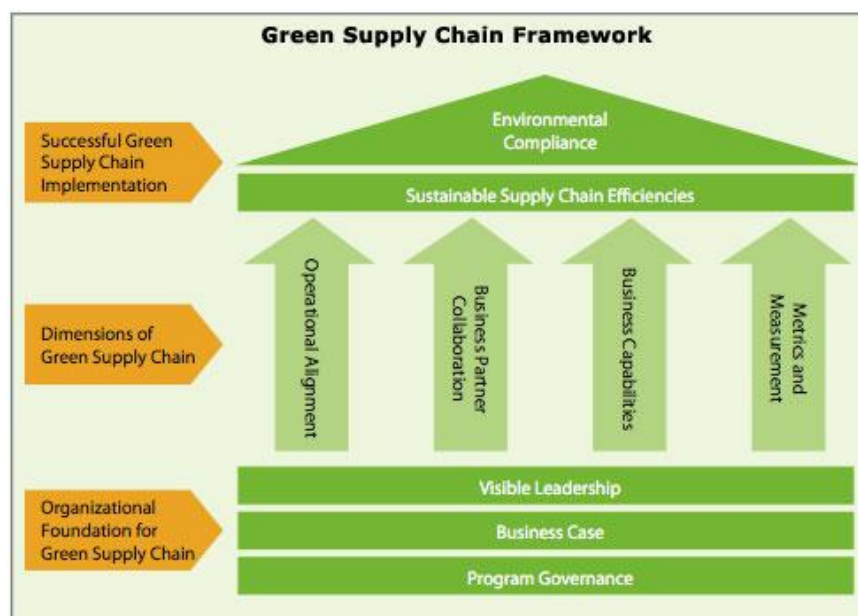 Green Supply Chain Framework
Successful Green
Supply Chain
Implementation
Environmental
Compliance
Sustainable Supply Chain Efficiencies
Dimensions of
Green Supply Chain
Operational Alignment
Business Partner
Collaboration
Business Capabilities
Metrics and
Measurement
Organizational
Foundation for
Green Supply Chain
Visible Leadership
Business Case
Program Governance